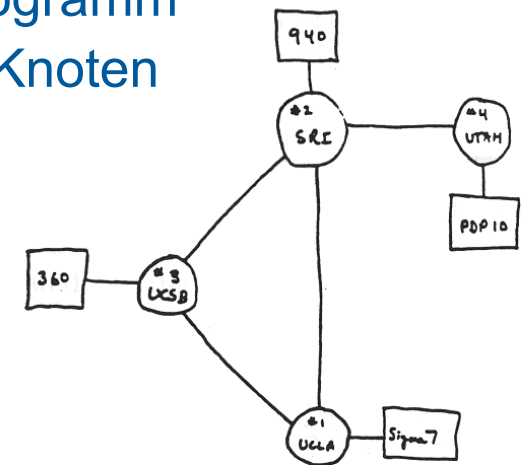 ogramm
Knoten
940
#2
SRI
#4
UTAH
PDP 10
360
#3
UCSB
#1
UCLA
Sigma 7